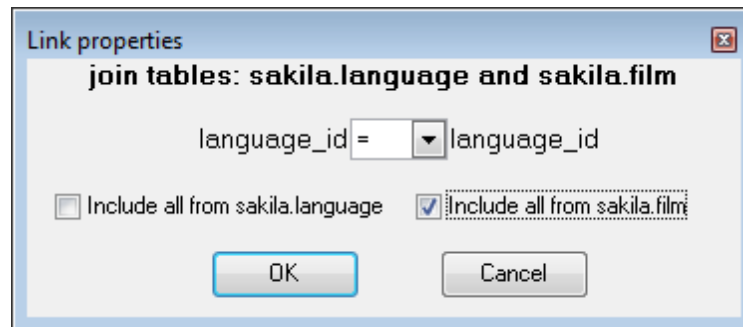 Link properties
join tables: sakila.language and sakila.film
language_id = language_id
Include all from sakila.language Include all from sakila.film
OK Cancel